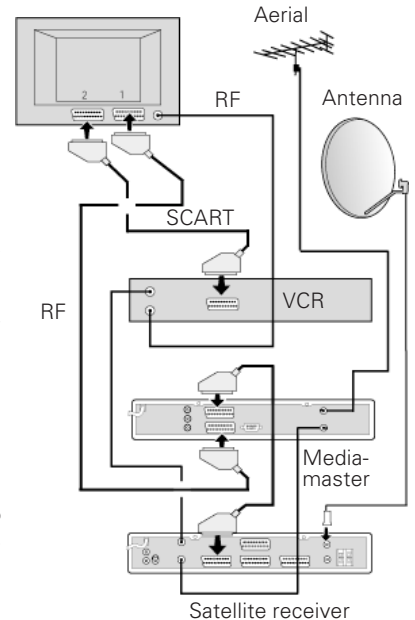 Aerial
RF
Antenna
2 1
SCART
RF
VCR
Media-
master
Satellite receiver